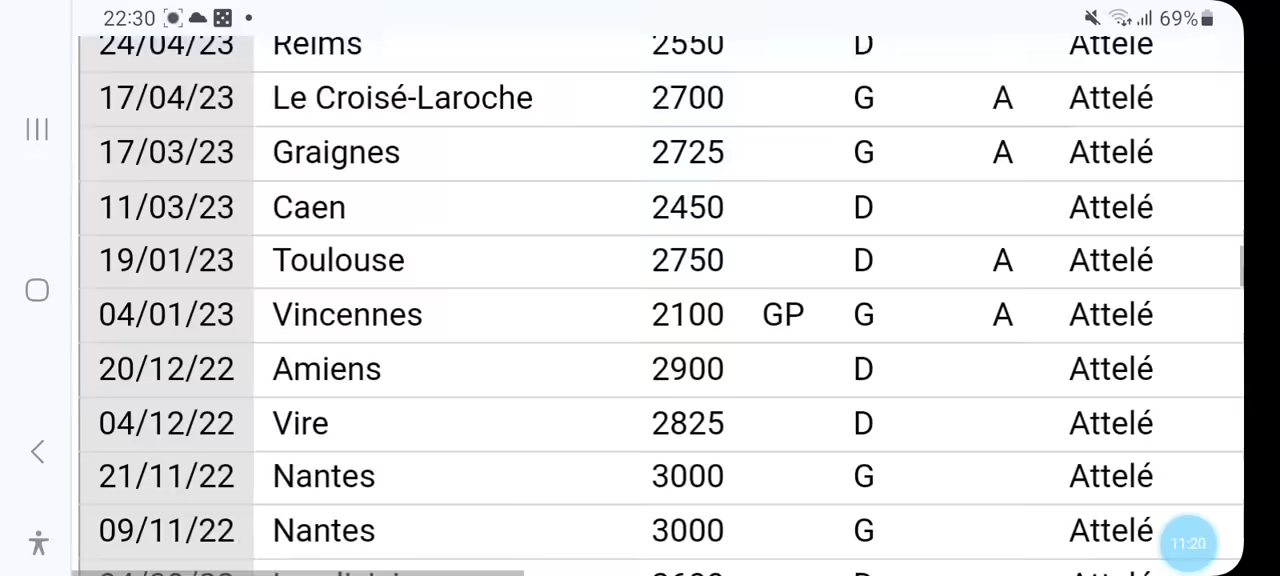 22:30 69%
24/04/23 Reims 2550 D Attelé
17/04/23 Le Croisé-Laroche 2700 G A Attelé
17/03/23 Graignes 2725 G A Attelé
11/03/23 Caen 2450 D Attelé
19/01/23 Toulouse 2750 D A Attelé
04/01/23 Vincennes 2100 GP G A Attelé
20/12/22 Amiens 2900 D Attelé
04/12/22 Vire 2825 D Attelé
21/11/22 Nantes 3000 G Attelé
09/11/22 Nantes 3000 G Attelé
11:20